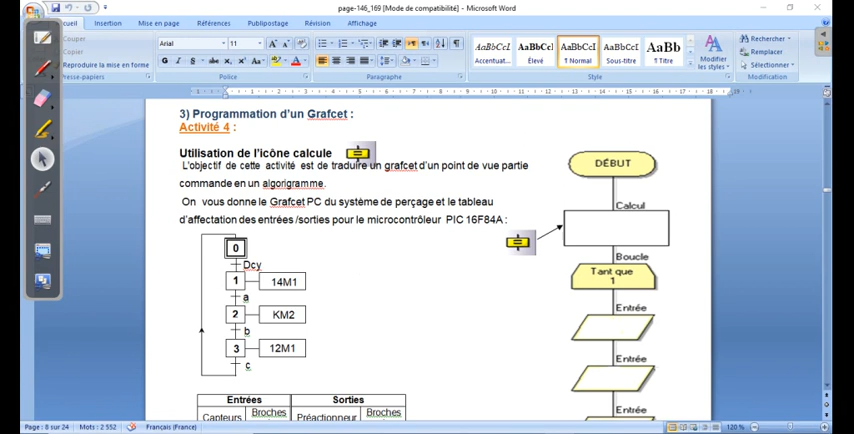 page-146_169 [Mode de compatibilité] - Microsoft Word
cueil Insertion Mise en page Références Publipostage Révision Affichage
Couper
Copier
Reproduire la mise en forme
Presse-papiers
Arial 11
Police
Paragraphe
AaBbCcI AaBbCc AaBbCcI AaBbCcI AaBb
Accentuat... Élevé ¶ Normal Sous-titre ¶ Titre
Modifier les styles
Style
Rechercher
Remplacer
Sélectionner
Modification
3) Programmation d'un Grafcet :
Activité 4 :
Utilisation de l'icône calcule
L'objectif de cette activité est de traduire un grafcet d'un point de vue partie
commande en un algorigramme.
On vous donne le Grafcet PC du système de perçage et le tableau
d'affectation des entrées /sorties pour le microcontrôleur PIC 16F84A :
0
Dcy
1 14M1
a
2 KM2
b
3 12M1
c
Entrées Sorties
Capteurs Broches Préactionneur Broches
DÉBUT
Calcul
Boucle
Tant que
1
Entrée
Entrée
Entrée
Page : 8 sur 24 Mots : 2 552 Français (France) 120 %